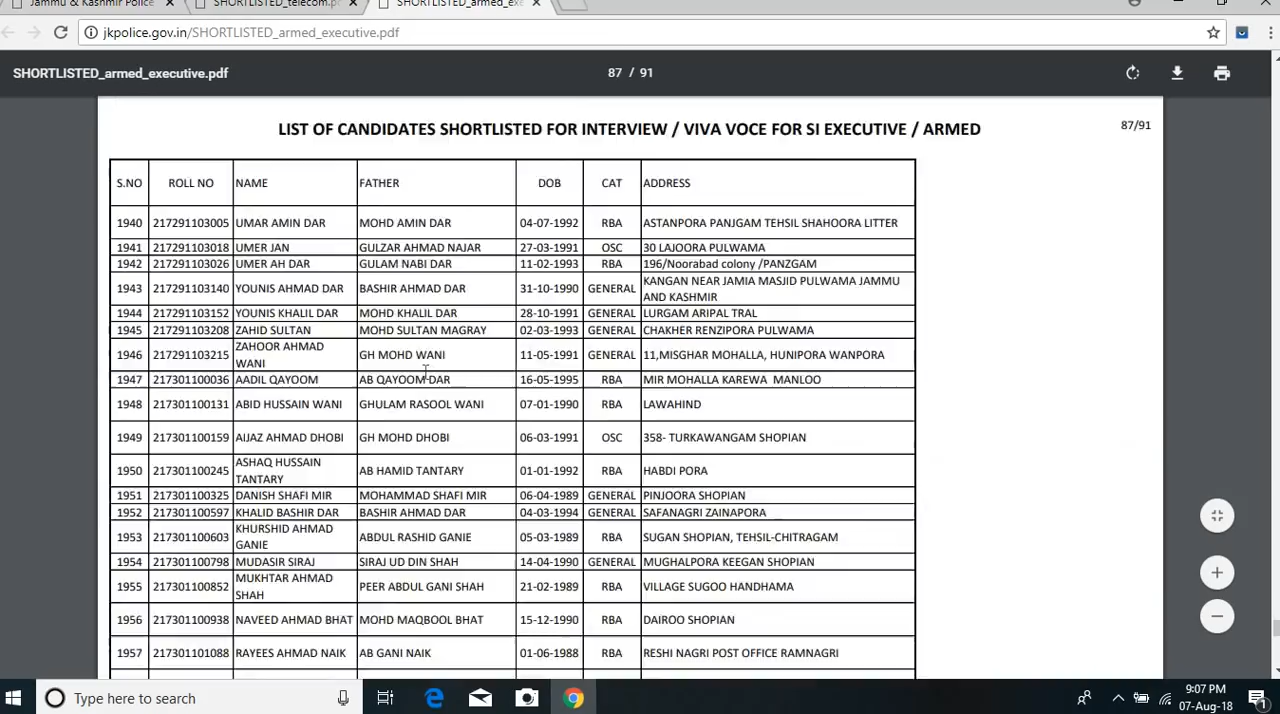 Jammu & Kashmir Police
SHORTLISTED_telecom.p
SHORTLISTED_armed_exe
jkpolice.gov.in/SHORTLISTED_armed_executive.pdf
SHORTLISTED_armed_executive.pdf 87 / 91
LIST OF CANDIDATES SHORTLISTED FOR INTERVIEW / VIVA VOCE FOR SI EXECUTIVE / ARMED 87/91
S.NO ROLL NO NAME FATHER DOB CAT ADDRESS
1940 217291103005 UMAR AMIN DAR MOHD AMIN DAR 04-07-1992 RBA ASTANPORA PANJGAM TEHSIL SHAHOORA LITTER
1941 217291103018 UMER JAN GULZAR AHMAD NAJAR 27-03-1991 OSC 30 LAJOORA PULWAMA
1942 217291103026 UMER AH DAR GULAM NABI DAR 11-02-1993 RBA 196/Noorabad colony /PANZGAM
1943 217291103140 YOUNIS AHMAD DAR BASHIR AHMAD DAR 31-10-1990 GENERAL KANGAN NEAR JAMIA MASJID PULWAMA JAMMU
AND KASHMIR
1944 217291103152 YOUNIS KHALIL DAR MOHD KHALIL DAR 28-10-1991 GENERAL LURGAM ARIPAL TRAL
1945 217291103208 ZAHID SULTAN MOHD SULTAN MAGRAY 02-03-1993 GENERAL CHAKHER RENZIPORA PULWAMA
1946 217291103215 ZAHOOR AHMAD
WANI GH MOHD WANI 11-05-1991 GENERAL 11,MISGHAR MOHALLA, HUNIPORA WANPORA
1947 217301100036 AADIL QAYOOM AB QAYOOM DAR 16-05-1995 RBA MIR MOHALLA KAREWA MANLOO
1948 217301100131 ABID HUSSAIN WANI GHULAM RASOOL WANI 07-01-1990 RBA LAWAHIND
1949 217301100159 AIJAZ AHMAD DHOBI GH MOHD DHOBI 06-03-1991 OSC 358- TURKAWANGAM SHOPIAN
1950 217301100245 ASHAQ HUSSAIN
TANTARY AB HAMID TANTARY 01-01-1992 RBA HABDI PORA
1951 217301100325 DANISH SHAFI MIR MOHAMMAD SHAFI MIR 06-04-1989 GENERAL PINJOORA SHOPIAN
1952 217301100597 KHALID BASHIR DAR BASHIR AHMAD DAR 04-03-1994 GENERAL SAFANAGRI ZAINAPORA
1953 217301100603 KHURSHID AHMAD
GANIE ABDUL RASHID GANIE 05-03-1989 RBA SUGAN SHOPIAN, TEHSIL-CHITRAGAM
1954 217301100798 MUDASIR SIRAJ SIRAJ UD DIN SHAH 14-04-1990 GENERAL MUGHALPORA KEEGAN SHOPIAN
1955 217301100852 MUKHTAR AHMAD
SHAH PEER ABDUL GANI SHAH 21-02-1989 RBA VILLAGE SUGOO HANDHAMA
1956 217301100938 NAVEED AHMAD BHAT MOHD MAQBOOL BHAT 15-12-1990 RBA DAIROO SHOPIAN
1957 217301101088 RAYEES AHMAD NAIK AB GANI NAIK 01-06-1988 RBA RESHI NAGRI POST OFFICE RAMNAGRI
Type here to search
9:07 PM
07-Aug-18
1